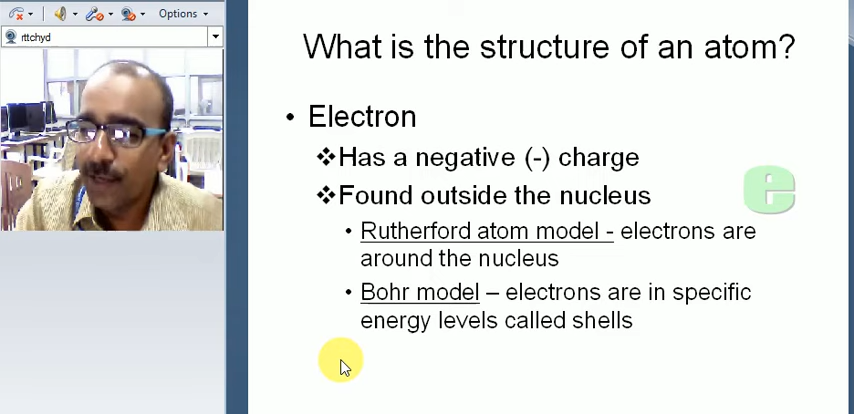 Options
rttchyd
What is the structure of an atom?
• Electron
❖Has a negative (-) charge
❖Found outside the nucleus
e
• Rutherford atom model - electrons are
around the nucleus
• Bohr model – electrons are in specific
energy levels called shells